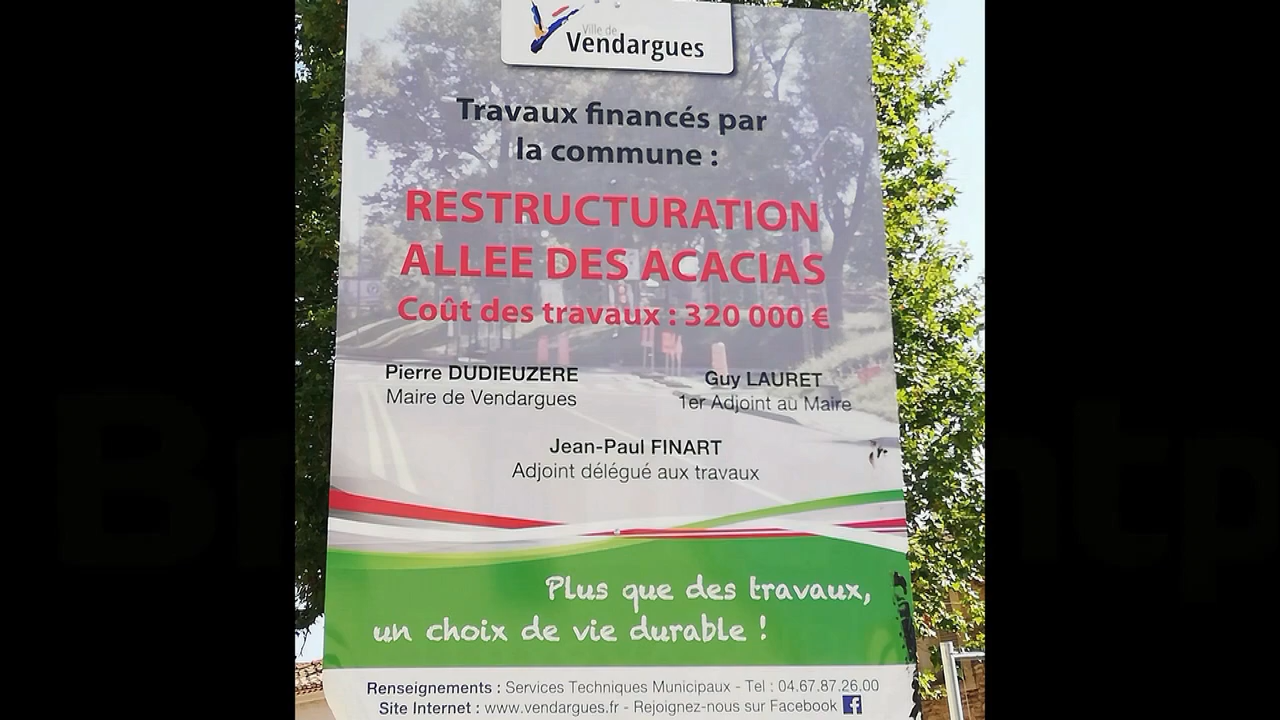 Ville de
Vendargues
Travaux financés par
la commune :
RESTRUCTURATION
ALLEE DES ACACIAS
Coût des travaux : 320 000 €
Pierre DUDIEUZERE
Maire de Vendargues
Guy LAURET
1er Adjoint au Maire
Jean-Paul FINART
Adjoint délégué aux travaux
Plus que des travaux,
un choix de vie durable !
Renseignements : Services Techniques Municipaux - Tel : 04.67.87.26.00
Site Internet : www.vendargues.fr - Rejoignez-nous sur Facebook f